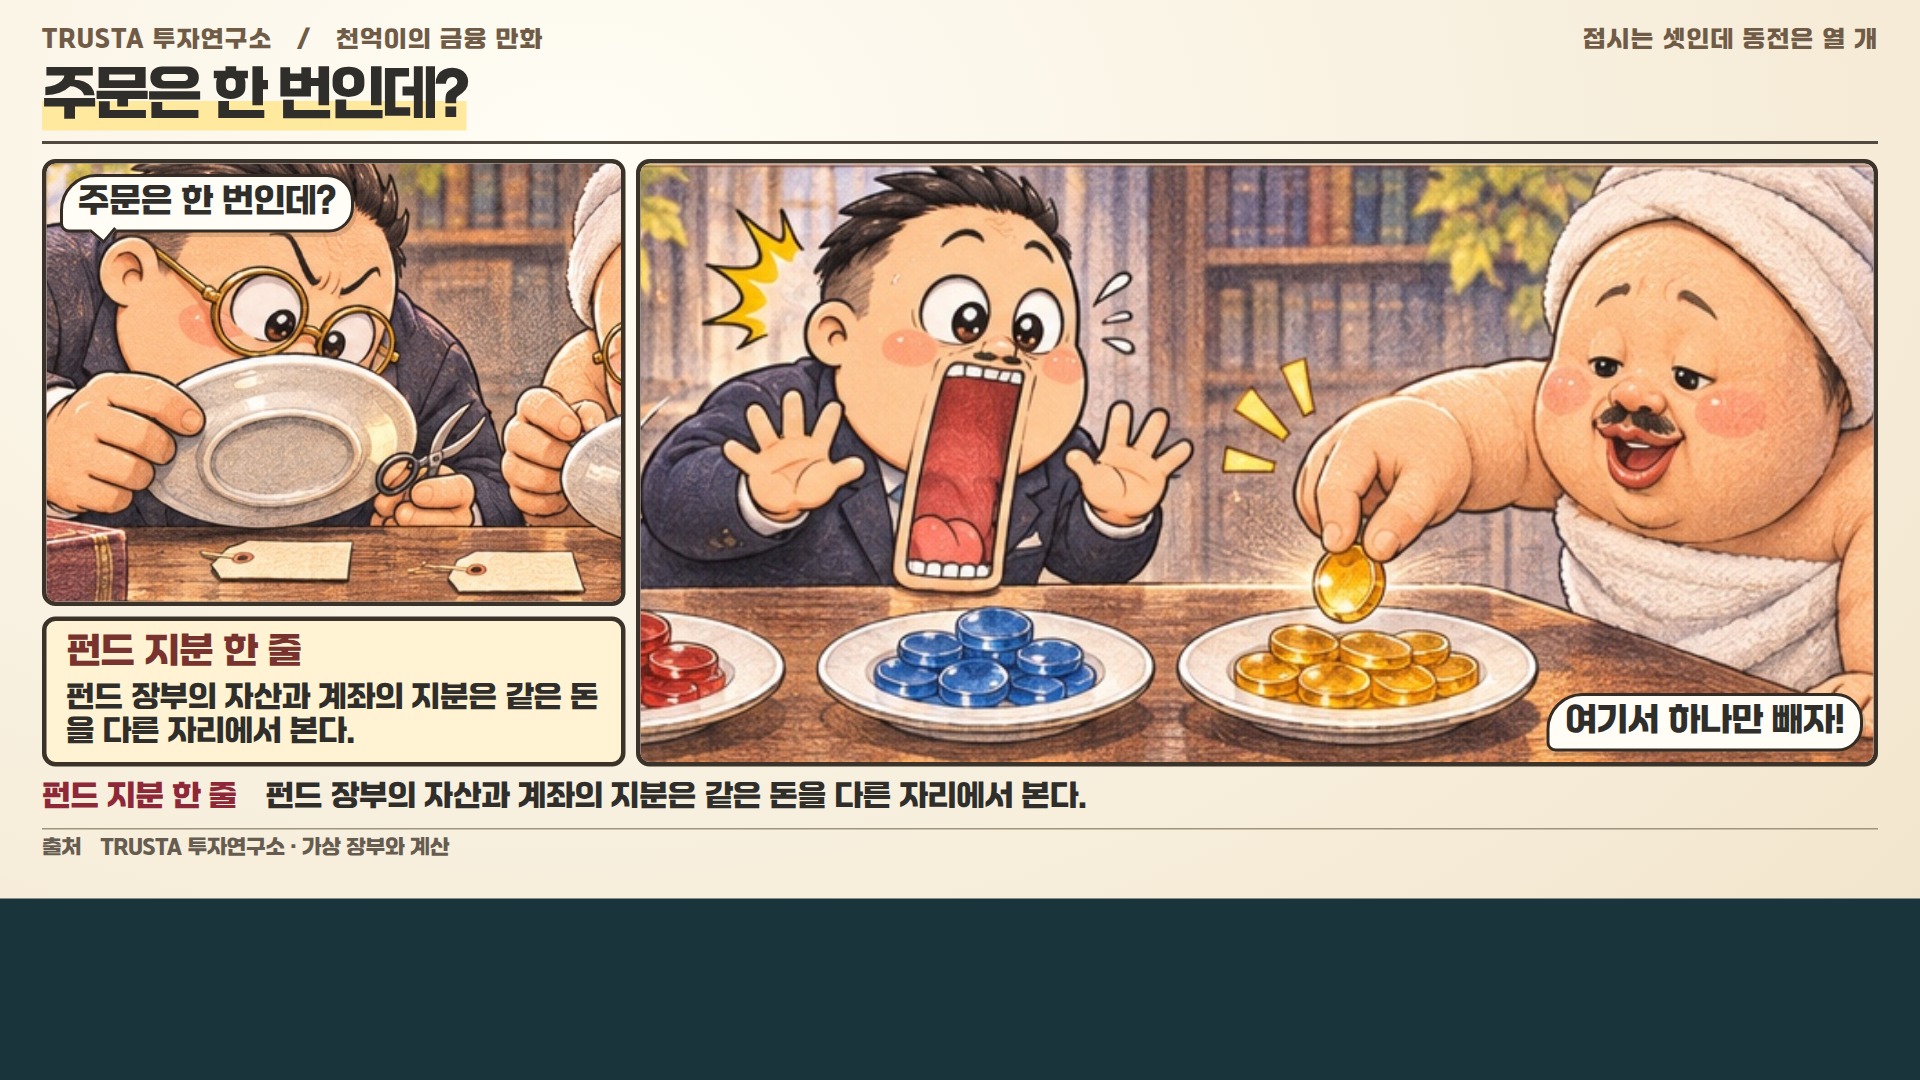 TRUSTA 투자연구소 / 천억이의 금융 만화
접시는 셋인데 동전은 열 개
주문은 한 번인데?
주문은 한 번인데?
펀드 지분 한 줄
펀드 장부의 자산과 계좌의 지분은 같은 돈
을 다른 자리에서 본다.
여기서 하나만 빼자!
펀드 지분 한 줄 펀드 장부의 자산과 계좌의 지분은 같은 돈을 다른 자리에서 본다.
출처 TRUSTA 투자연구소 · 가상 장부와 계산